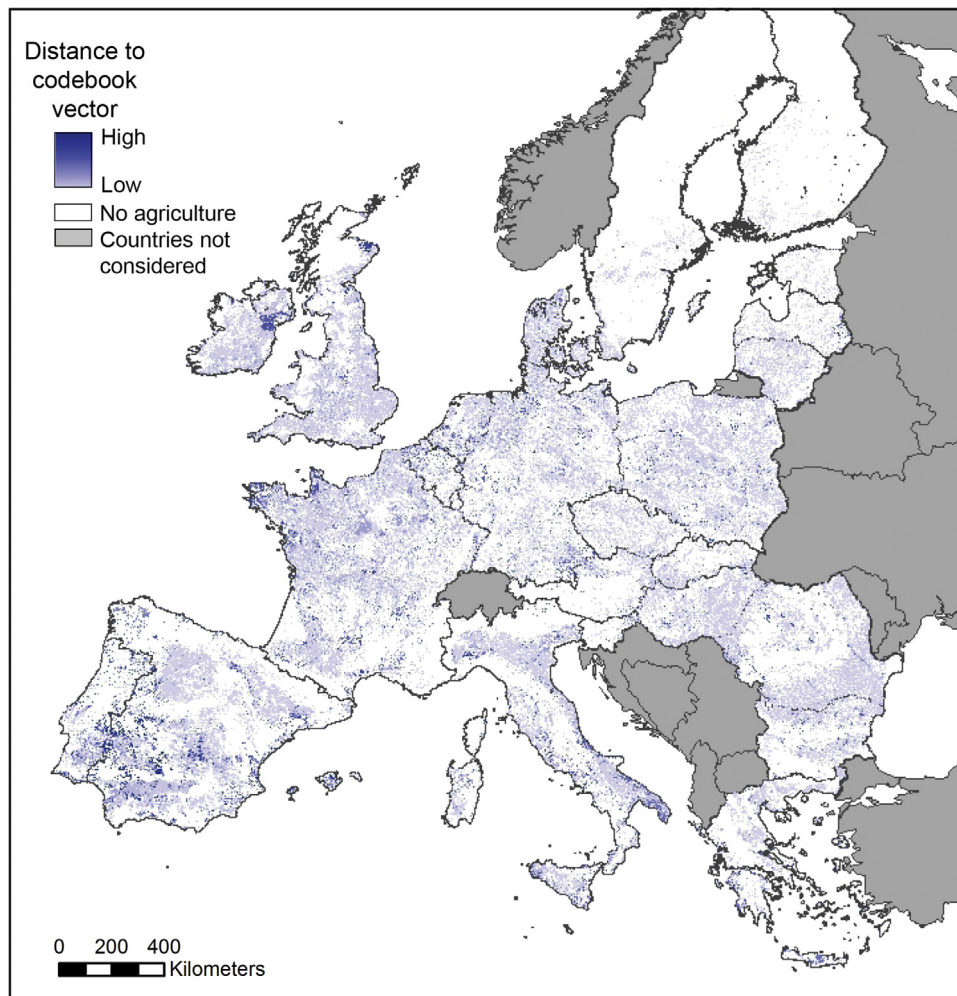 Distance to
codebook
vector
High
Low
No agriculture
Countries not
considered
0 200 400
Kilometers